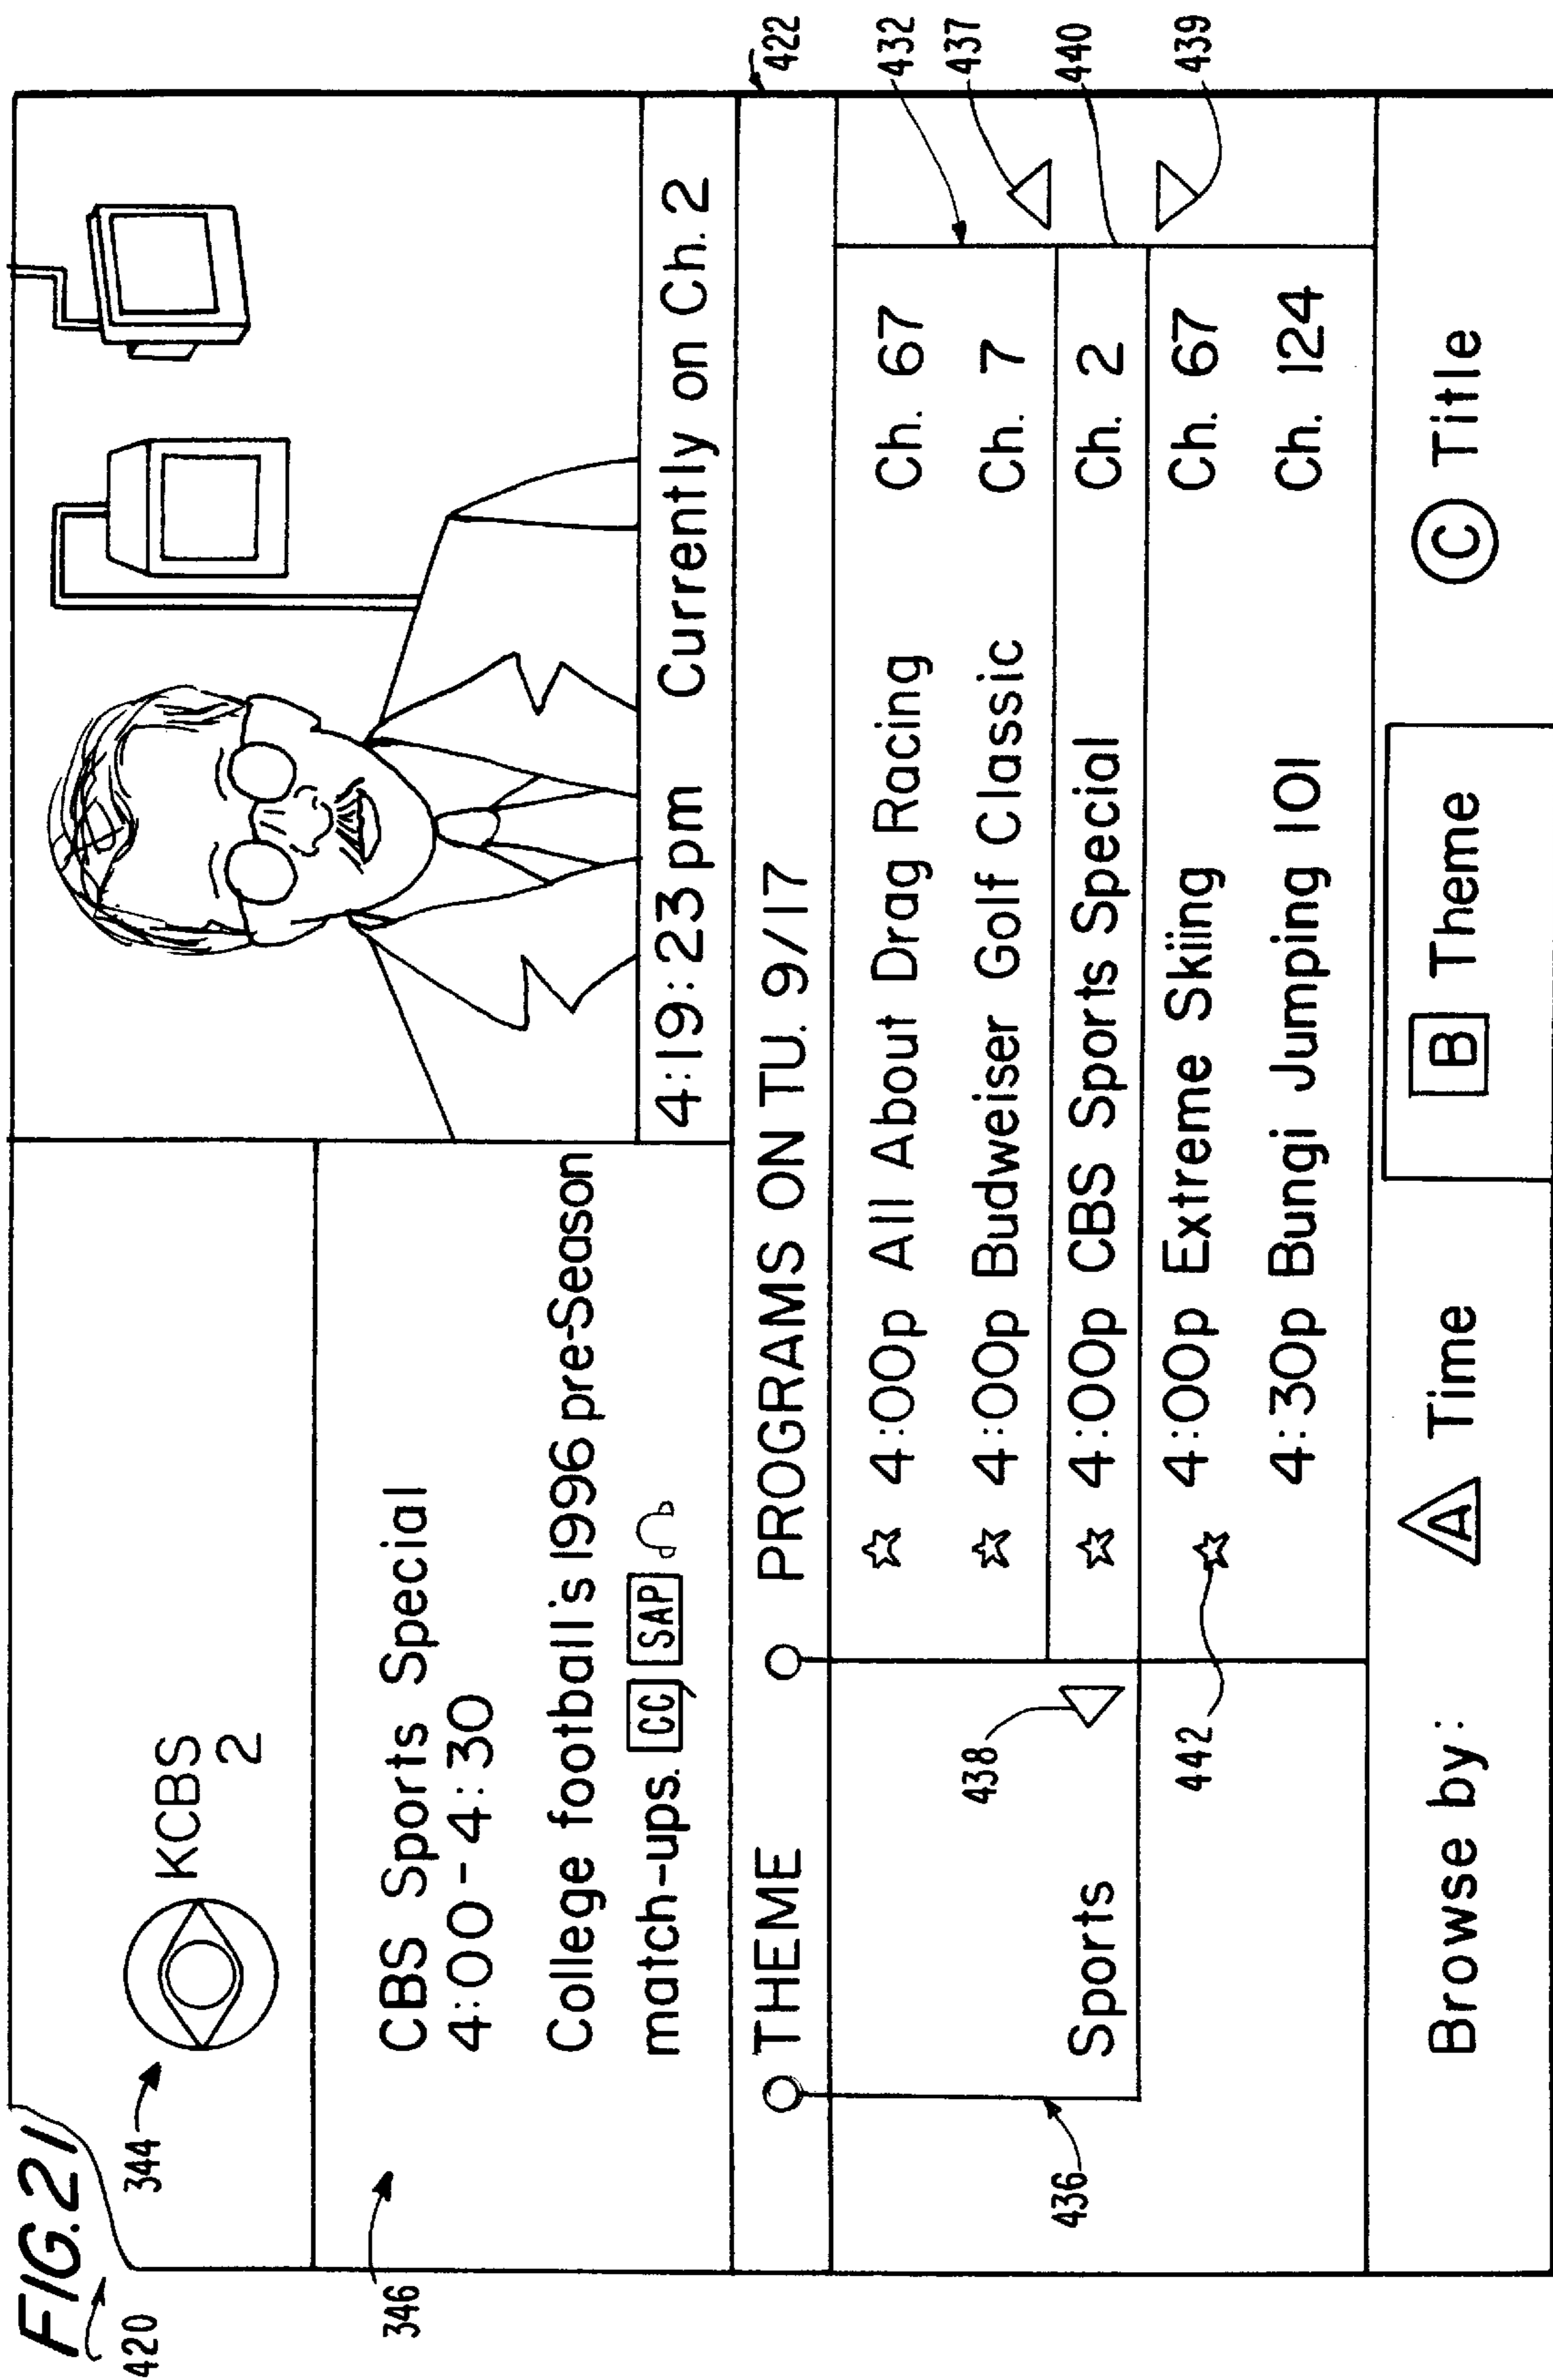 FIG.21
420
344
KCBS
2
346
CBS Sports Special
4:00-4:30
College football's 1996 pre-Season
match-ups. CC SAP
4:19:23pm Currently on Ch. 2
422
THEME
PROGRAMS ON TU. 9/17
432
437
440
439
☆ 4:00p All About Drag Racing Ch. 67
☆ 4:00p Budweiser Golf Classic Ch. 7
Sports
☆ 4:00p CBS Sports Special Ch. 2
☆ 4:00p Extreme Skiing Ch. 67
4:30p Bungi Jumping 101 Ch. 124
436
438
442
Browse by: A Time B Theme C Title